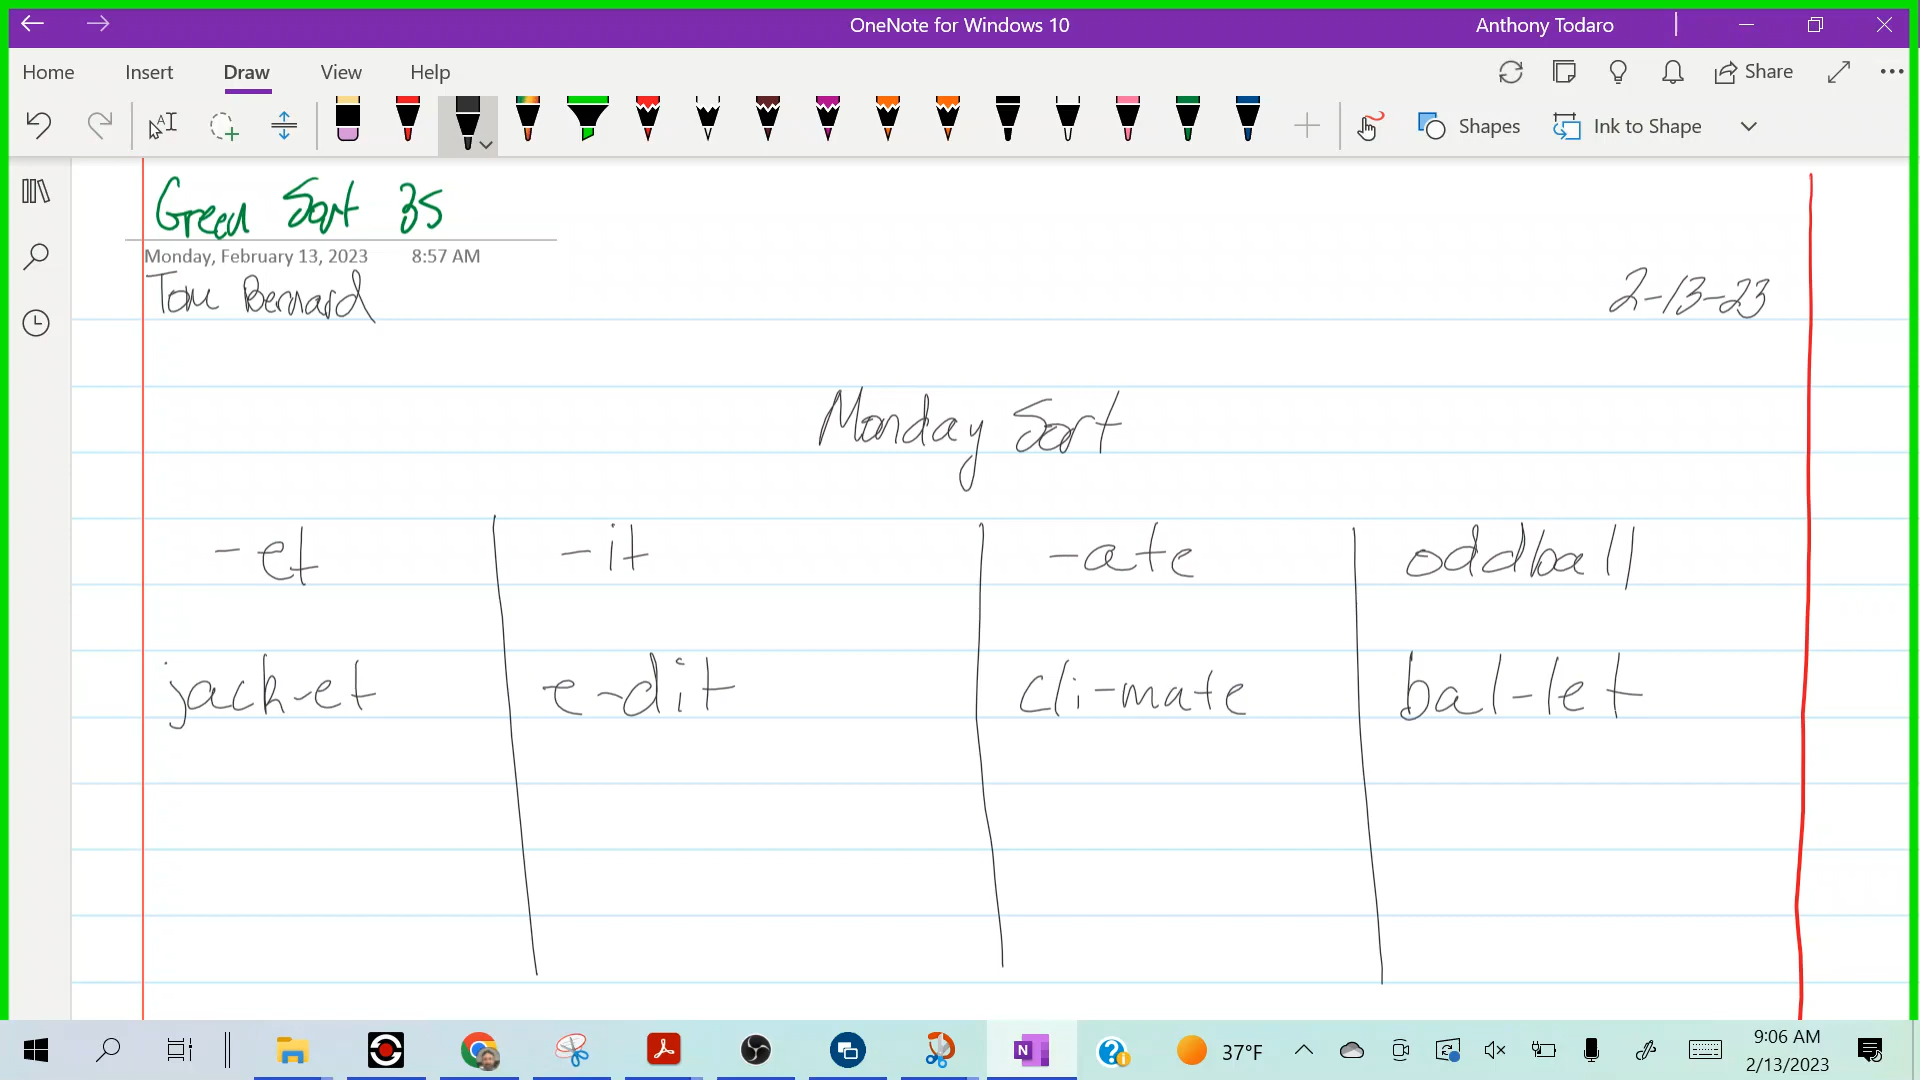 OneNote for Windows 10 Anthony Todaro
Home Insert Draw View Help Share
Shapes Ink to Shape
Green Sort 35
Monday, February 13, 2023 8:57 AM
Tom Bernard 2-13-23
Monday Sort
-et -it -ate oddball
jack-et e-dit cli-mate bal-let
37°F 9:06 AM
2/13/2023